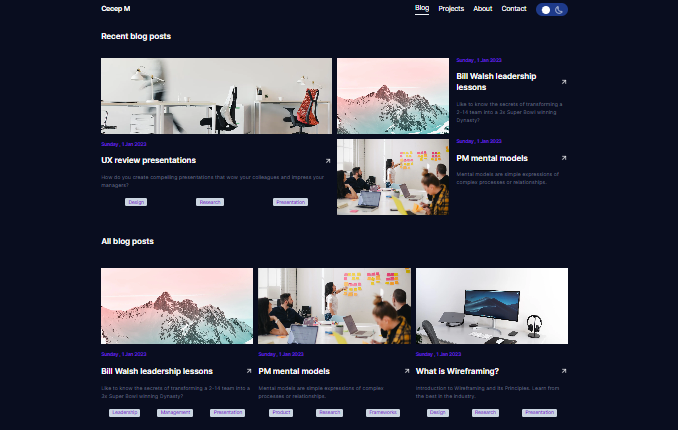 Cecep M
Blog Projects About Contact
Recent blog posts
Sunday , 1 Jan 2023
UX review presentations
How do you create compelling presentations that wow your colleagues and impress your
managers?
Design Research Presentation
Sunday , 1 Jan 2023
Bill Walsh leadership
lessons
Like to know the secrets of transforming a
2-14 team into a 3x Super Bowl winning
Dynasty?
Sunday , 1 Jan 2023
PM mental models
Mental models are simple expressions of
complex processes or relationships.
All blog posts
Sunday , 1 Jan 2023
Bill Walsh leadership lessons
Like to know the secrets of transforming a 2-14 team into a
3x Super Bowl winning Dynasty?
Leadership Management Presentation
Sunday , 1 Jan 2023
PM mental models
Mental models are simple expressions of complex
processes or relationships.
Product Research Frameworks
Sunday , 1 Jan 2023
What is Wireframing?
Introduction to Wireframing and its Principles. Learn from
the best in the industry.
Design Research Presentation